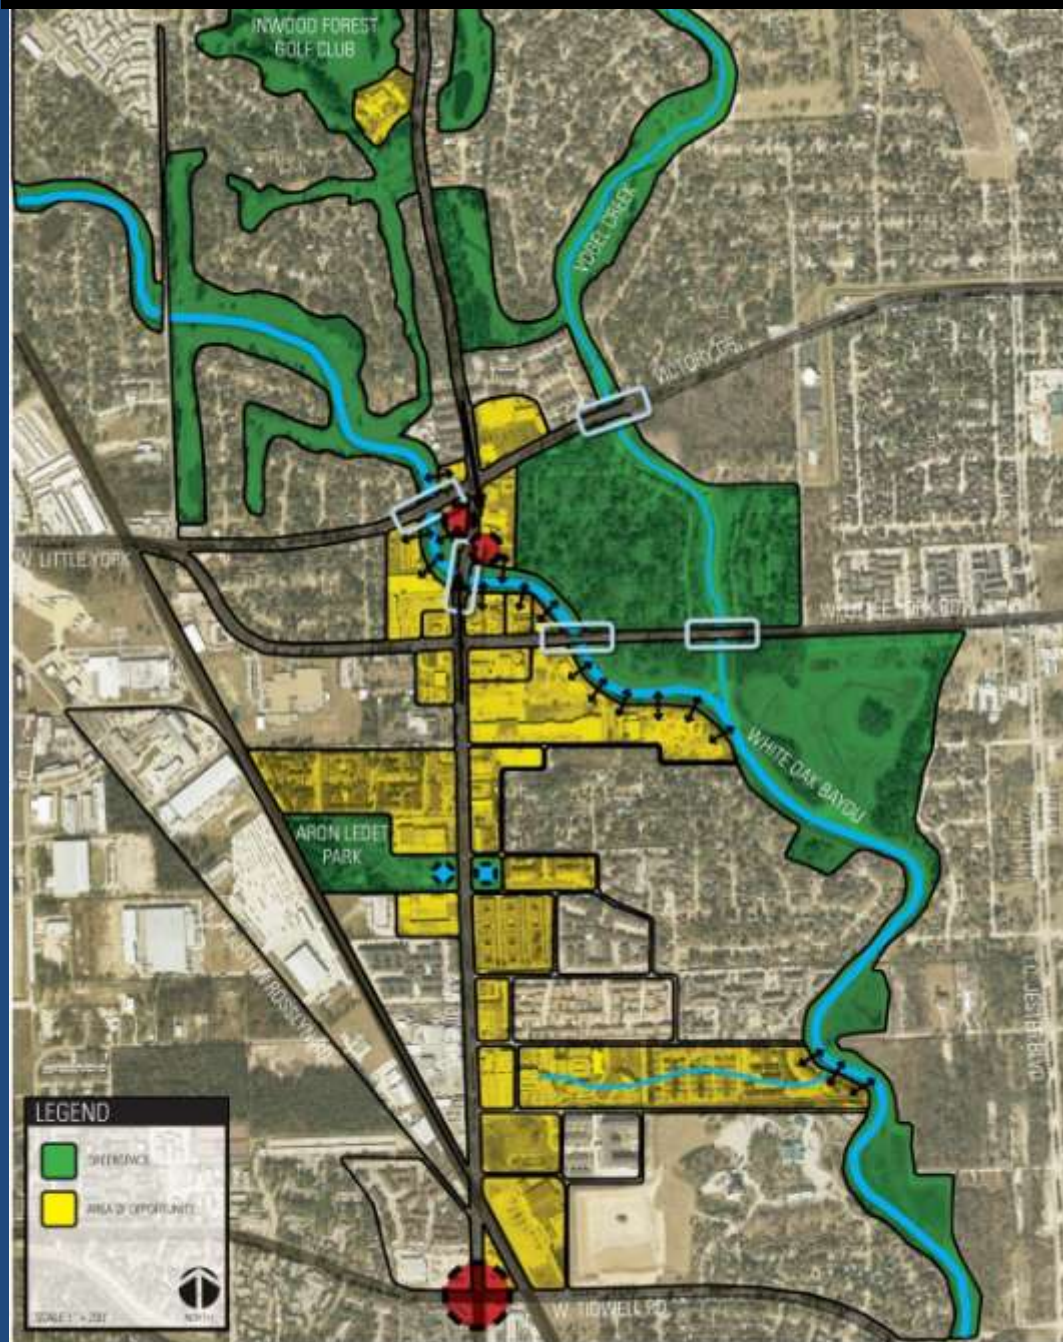 INWOOD FOREST
GOLF CLUB
VOGEL CREEK
VICTORY DR.
W. LITTLE YORK
WHITE OAK BAYOU
ARON LEDET
PARK
LEGEND
GREENSPACE
AREA OF OPPORTUNITY
NORTH
W. TIDWELL RD